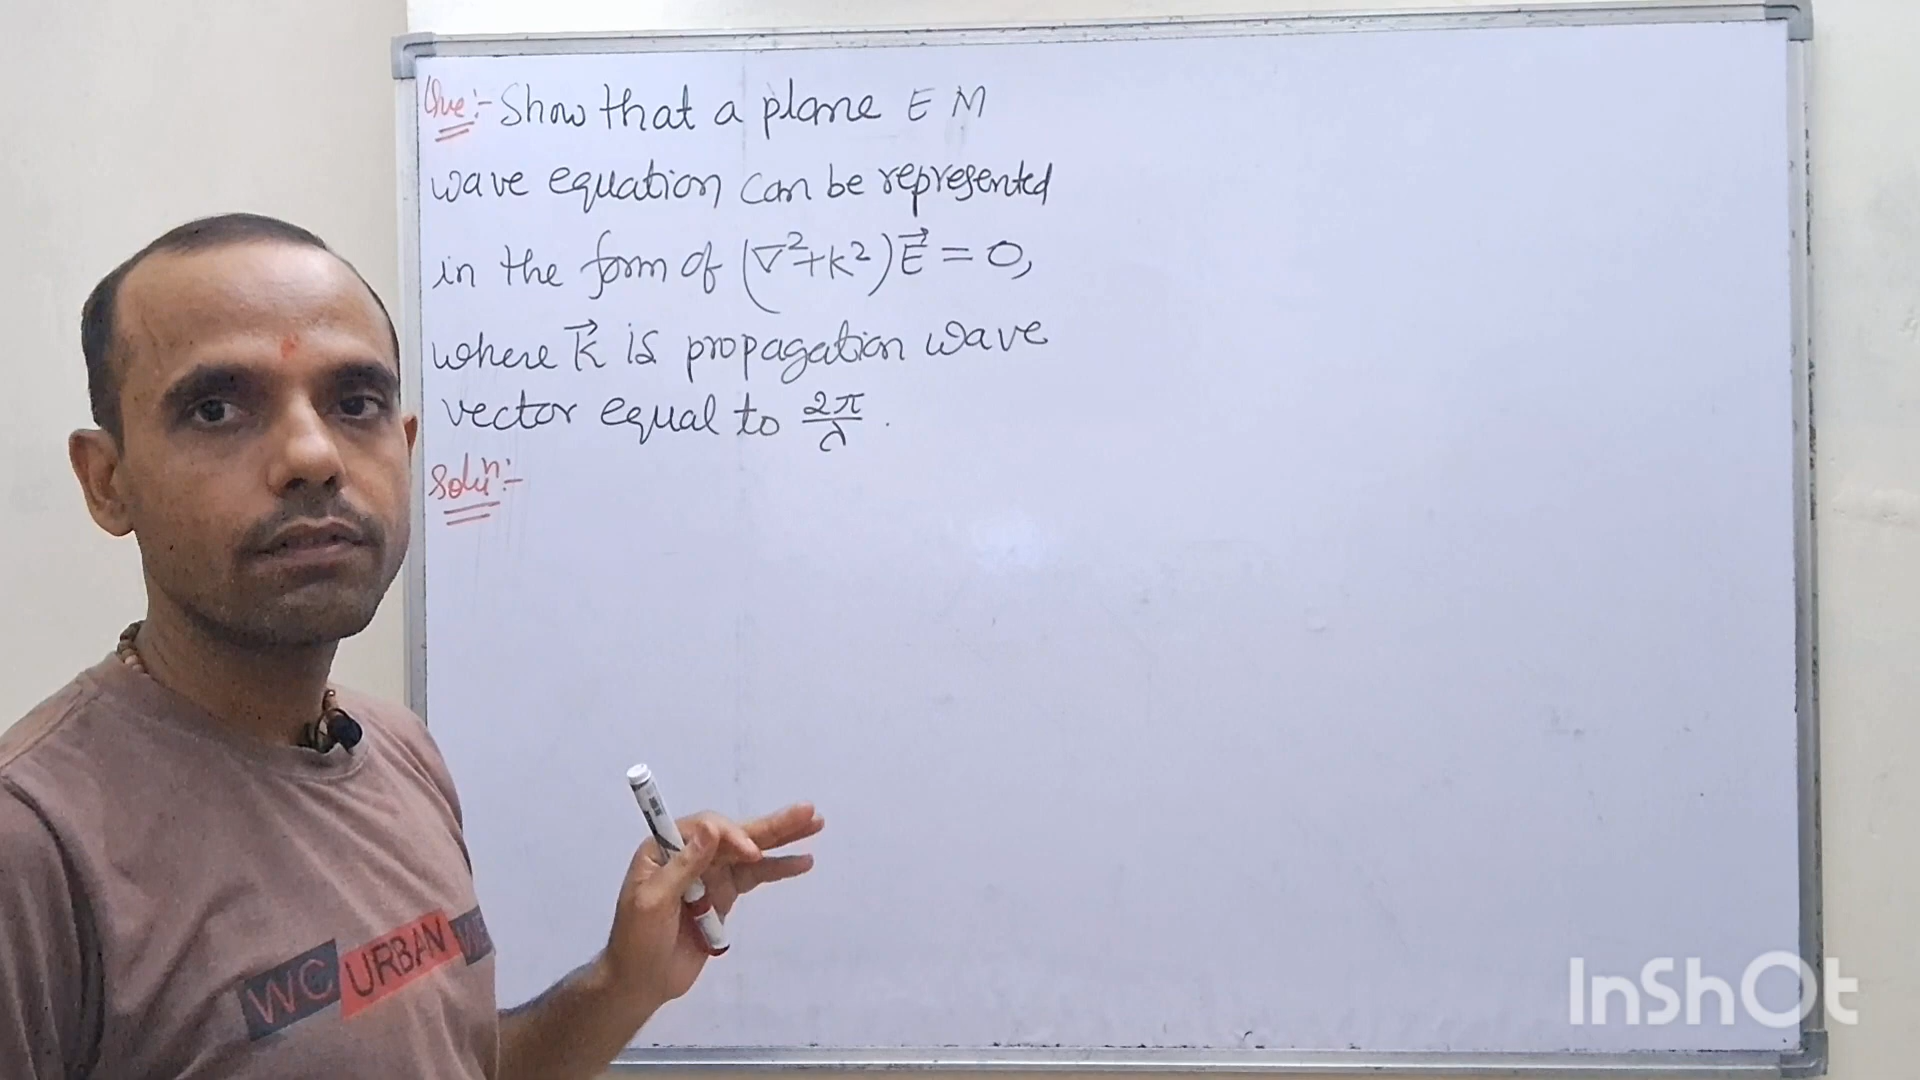 Que:- Show that a plane E M
wave equation can be represented
in the form of (∇²+k²)E⃗ = 0,
where k⃗ is propagation wave
vector equal to 2π/λ .
Solun:-
WC URBAN
InShOt